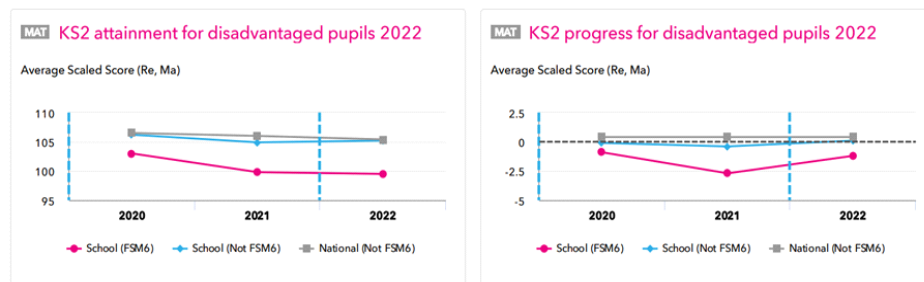 MAT KS2 attainment for disadvantaged pupils 2022
Average Scaled Score (Re, Ma)
110
105
100
95
2020 2021 2022
School (FSM6) School (Not FSM6) National (Not FSM6)
MAT KS2 progress for disadvantaged pupils 2022
Average Scaled Score (Re, Ma)
2.5
0
-2.5
-5
2020 2021 2022
School (FSM6) School (Not FSM6) National (Not FSM6)